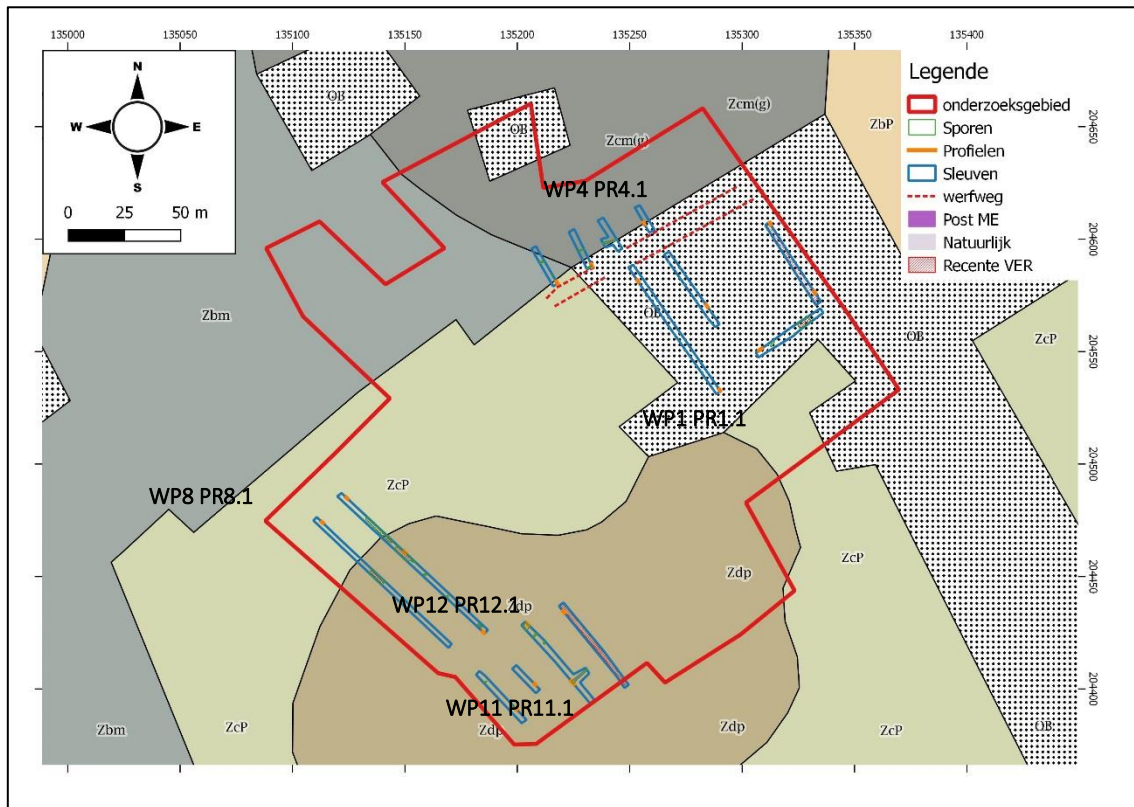 135000 135050 135100 135150 135200 135250 135300 135350 135400
N
W E
S
0 25 50 m
Legende
onderzoeksgebied
Sporen
Profielen
Sleuven
werfweg
Post ME
Natuurlijk
Recente VER
OB
OB
Zcm(g)
Zcm(g)
ZbP
204650
WP4 PR4.1
204600
Zbm
OB
OB
ZcP
204550
WP1 PR1.1
204500
WP8 PR8.1
ZcP
Zdp
ZcP
204450
WP12 PR12.1
Zdp
204400
WP11 PR11.1
Zbm
ZcP
Zdp
Zdp
ZcP
OB